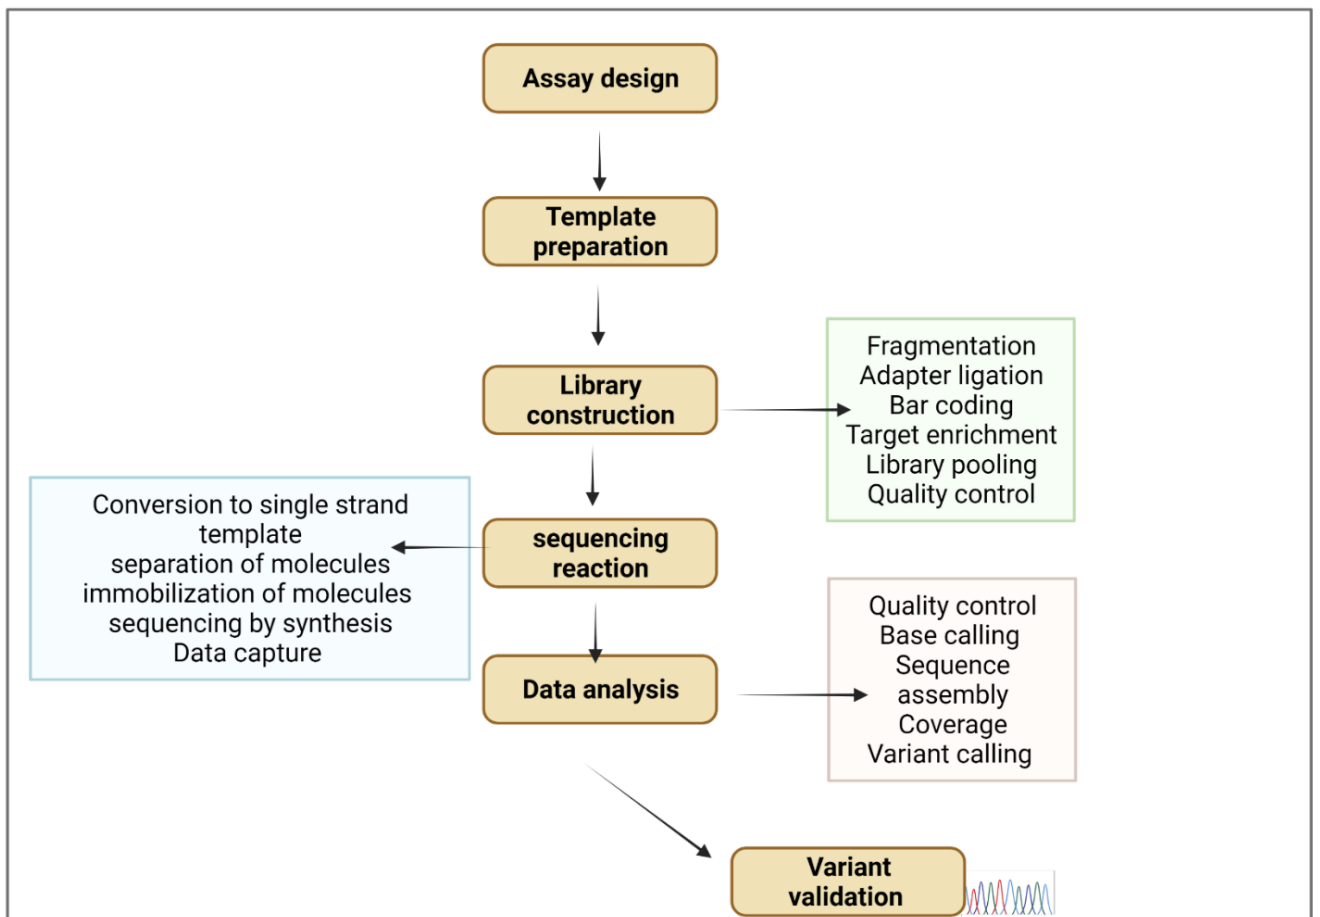 Assay design
Template
preparation
Library
construction
Fragmentation
Adapter ligation
Bar coding
Target enrichment
Library pooling
Quality control
sequencing
reaction
Conversion to single strand
template
separation of molecules
immobilization of molecules
sequencing by synthesis
Data capture
Data analysis
Quality control
Base calling
Sequence
assembly
Coverage
Variant calling
Variant
validation